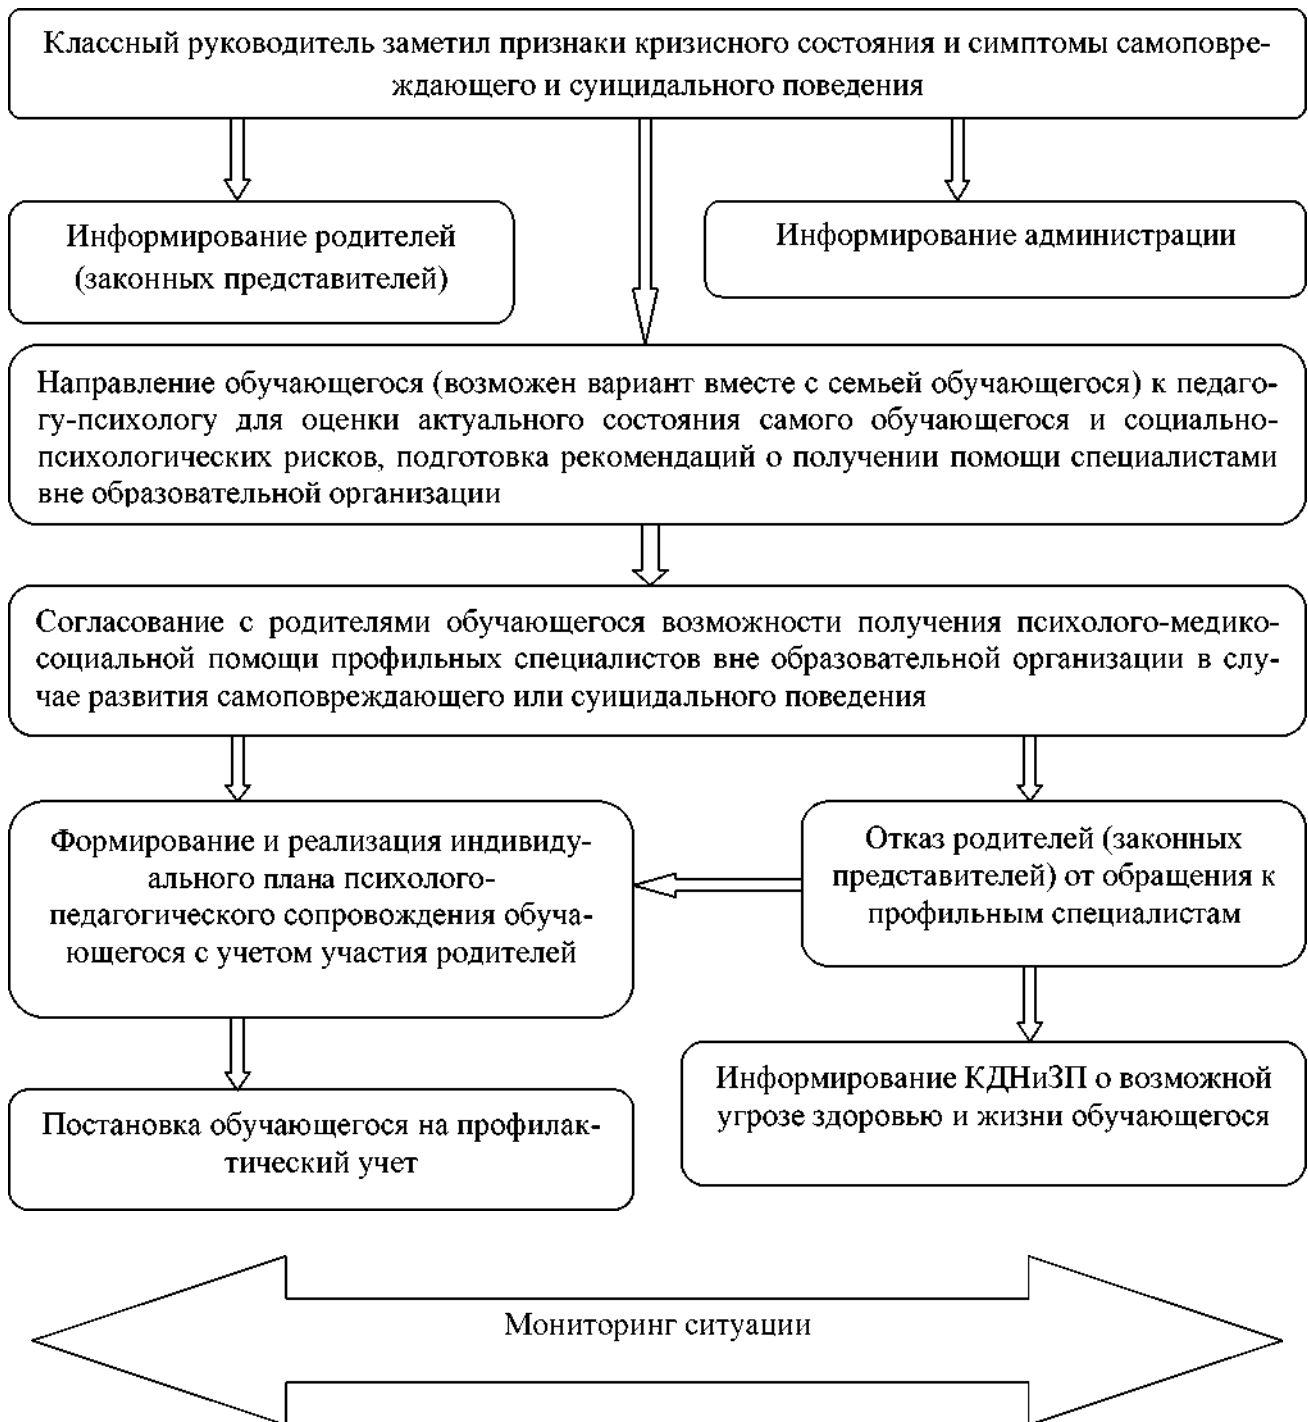 Классный руководитель заметил признаки кризисного состояния и симптомы самоповре-
ждающего и суицидального поведения
Информирование родителей
(законных представителей)
Информирование администрации
Направление обучающегося (возможен вариант вместе с семьей обучающегося) к педаго-
гу-психологу для оценки актуального состояния самого обучающегося и социально-
психологических рисков, подготовка рекомендаций о получении помощи специалистами
вне образовательной организации
Согласование с родителями обучающегося возможности получения психолого-медико-
социальной помощи профильных специалистов вне образовательной организации в слу-
чае развития самоповреждающего или суицидального поведения
Формирование и реализация индивиду-
ального плана психолого-
педагогического сопровождения обуча-
ющегося с учетом участия родителей
Отказ родителей (законных
представителей) от обращения к
профильным специалистам
Информирование КДНиЗП о возможной
угрозе здоровью и жизни обучающегося
Постановка обучающегося на профилак-
тический учет
Мониторинг ситуации